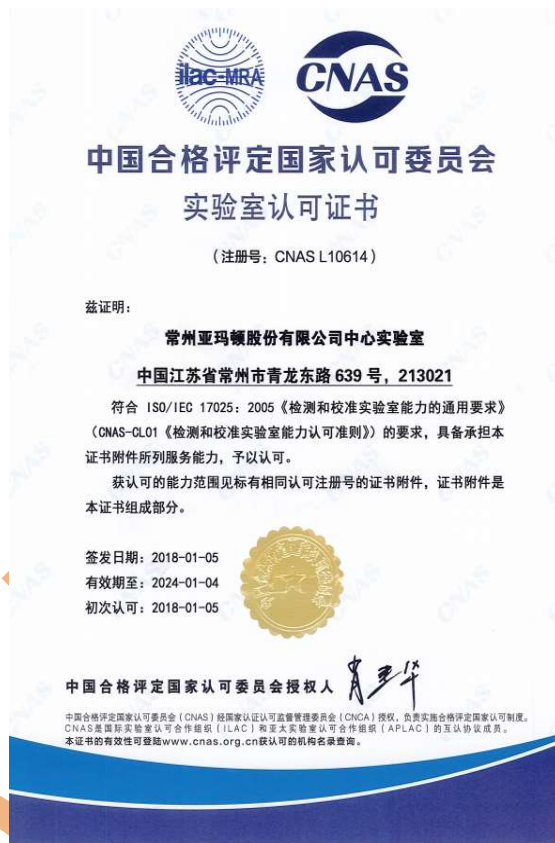 ilac-MRA
CNAS
中国合格评定国家认可委员会
实验室认可证书
（注册号：CNAS L10614）
兹证明：
常州亚玛顿股份有限公司中心实验室
中国江苏省常州市青龙东路 639 号，213021
符合 ISO/IEC 17025：2005《检测和校准实验室能力的通用要求》
（CNAS-CL01《检测和校准实验室能力认可准则》）的要求，具备承担本
证书附件所列服务能力，予以认可。
获认可的能力范围见标有相同认可注册号的证书附件，证书附件是
本证书组成部分。
签发日期：2018-01-05
有效期至：2024-01-04
初次认可：2018-01-05
中国合格评定国家认可委员会授权人
中国合格评定国家认可委员会（CNAS）经国家认证认可监督管理委员会（CNCA）授权，负责实施合格评定国家认可制度。
CNAS是国际实验室认可合作组织（ILAC）和亚太实验室认可合作组织（APLAC）的互认协议成员。
本证书的有效性可登陆www.cnas.org.cn获认可的机构名录查询。